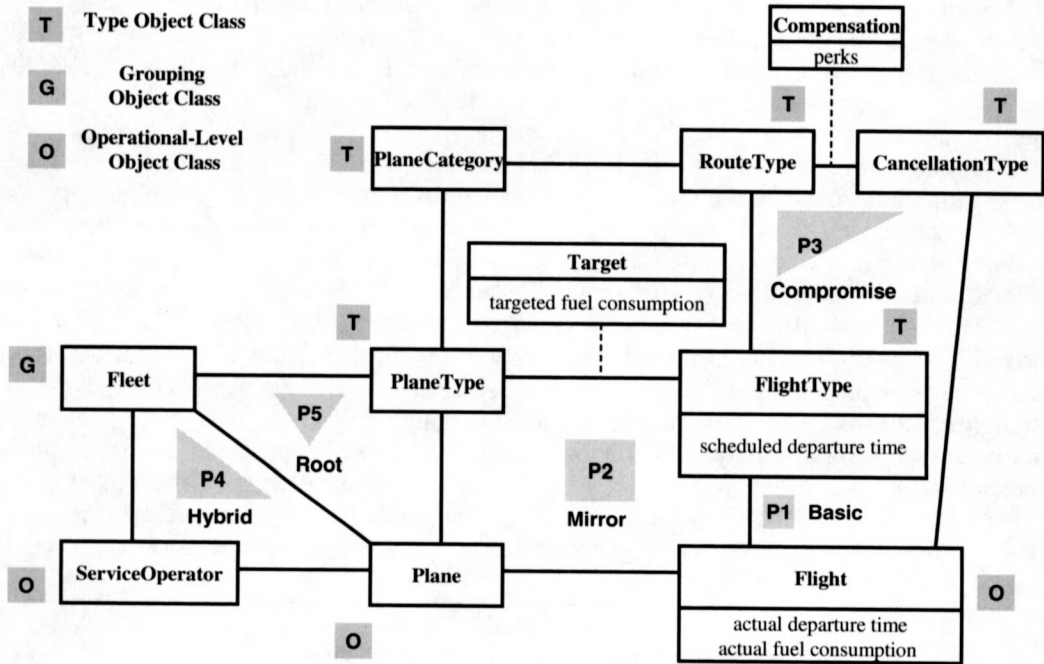 T
Type Object Class
G
Grouping
Object Class
O
Operational-Level
Object Class
Compensation
perks
T
T
T
PlaneCategory
RouteType
CancellationType
P3
Compromise
Target
targeted fuel consumption
T
T
G
Fleet
PlaneType
FlightType
scheduled departure time
P5
Root
P4
Hybrid
P2
Mirror
P1 Basic
O
ServiceOperator
Plane
Flight
O
O
actual departure time
actual fuel consumption